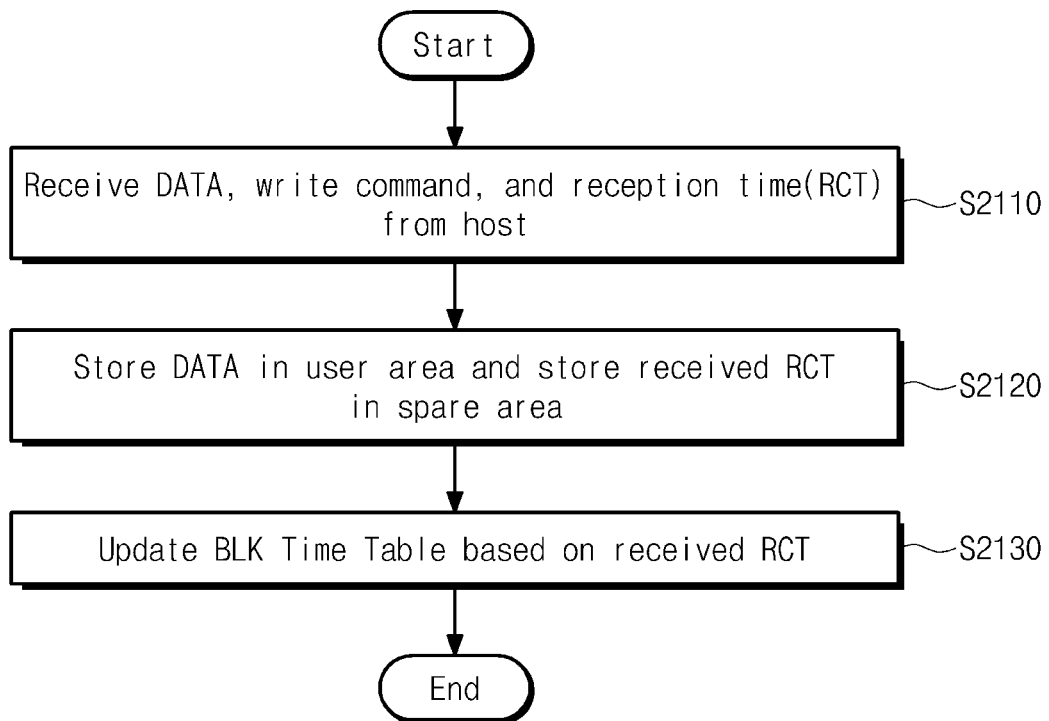 Start
Receive DATA, write command, and reception time(RCT)
from host
S2110
Store DATA in user area and store received RCT
in spare area
S2120
Update BLK Time Table based on received RCT
S2130
End